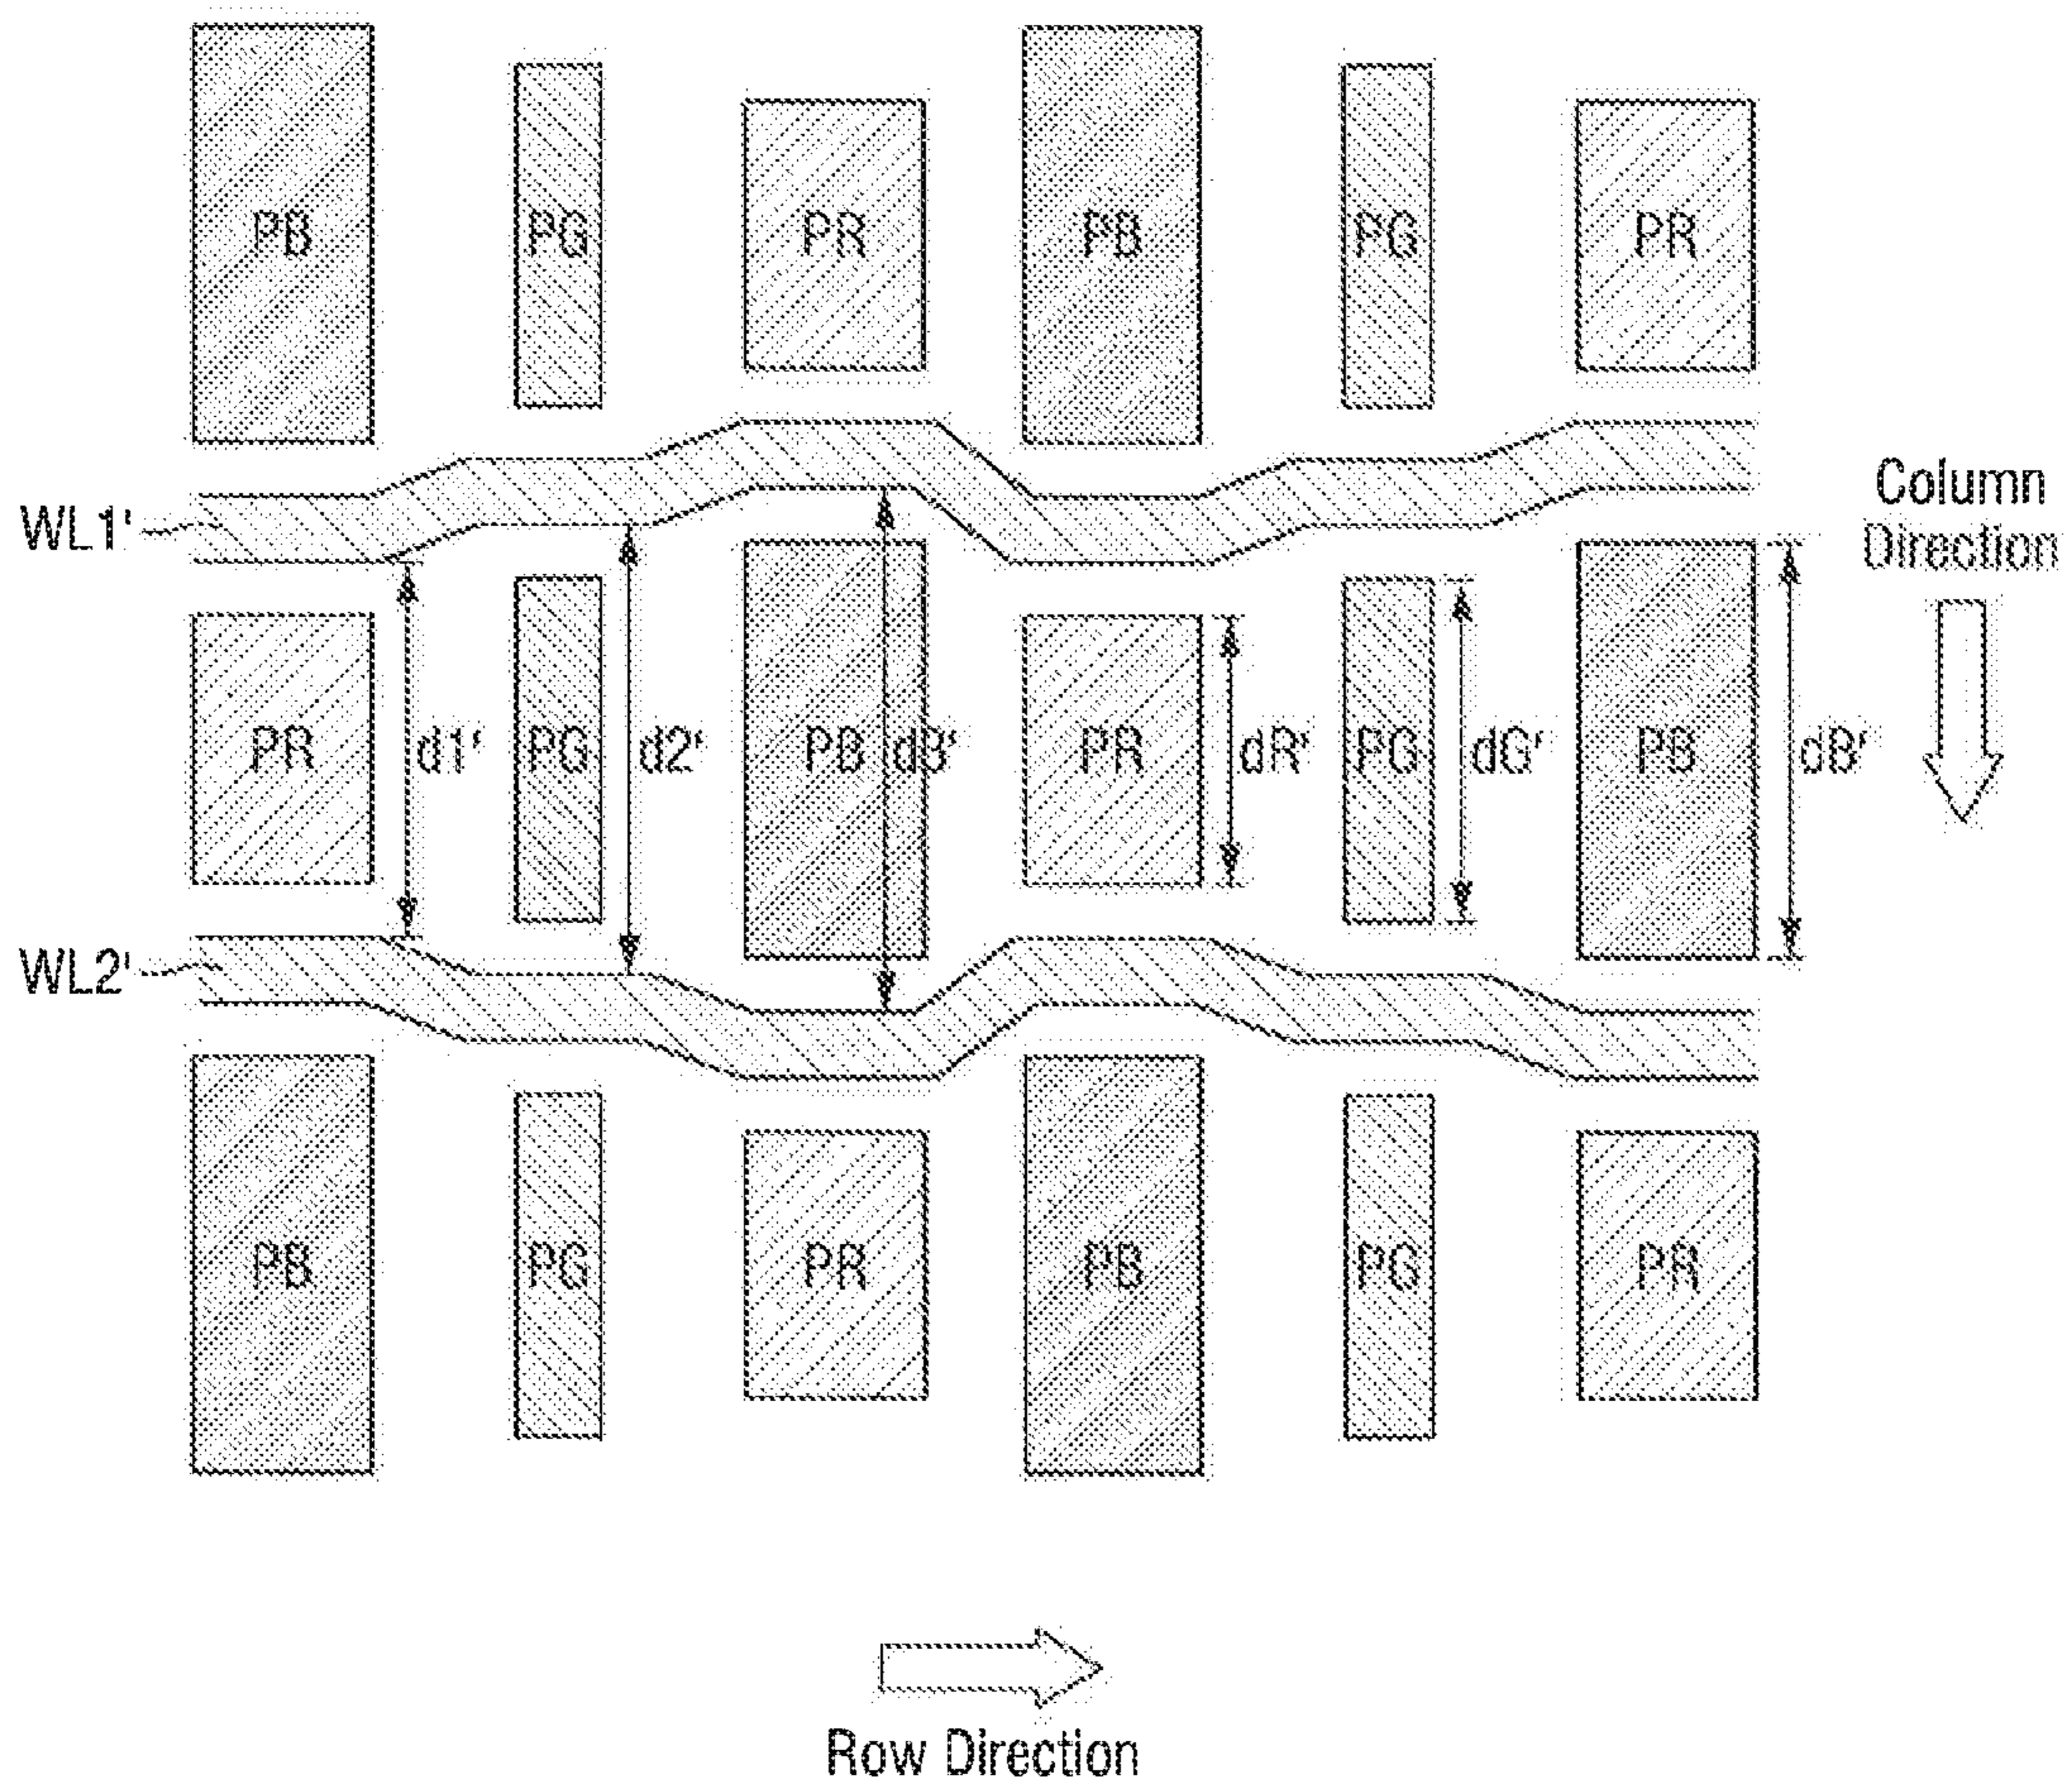 PB PG PR PB PG PR
Column
Direction
WL1'
PR d1' PG d2' PB d3' PR dR' PG dG' PB dB'
WL2'
PB PG PR PB PG PR
Row Direction